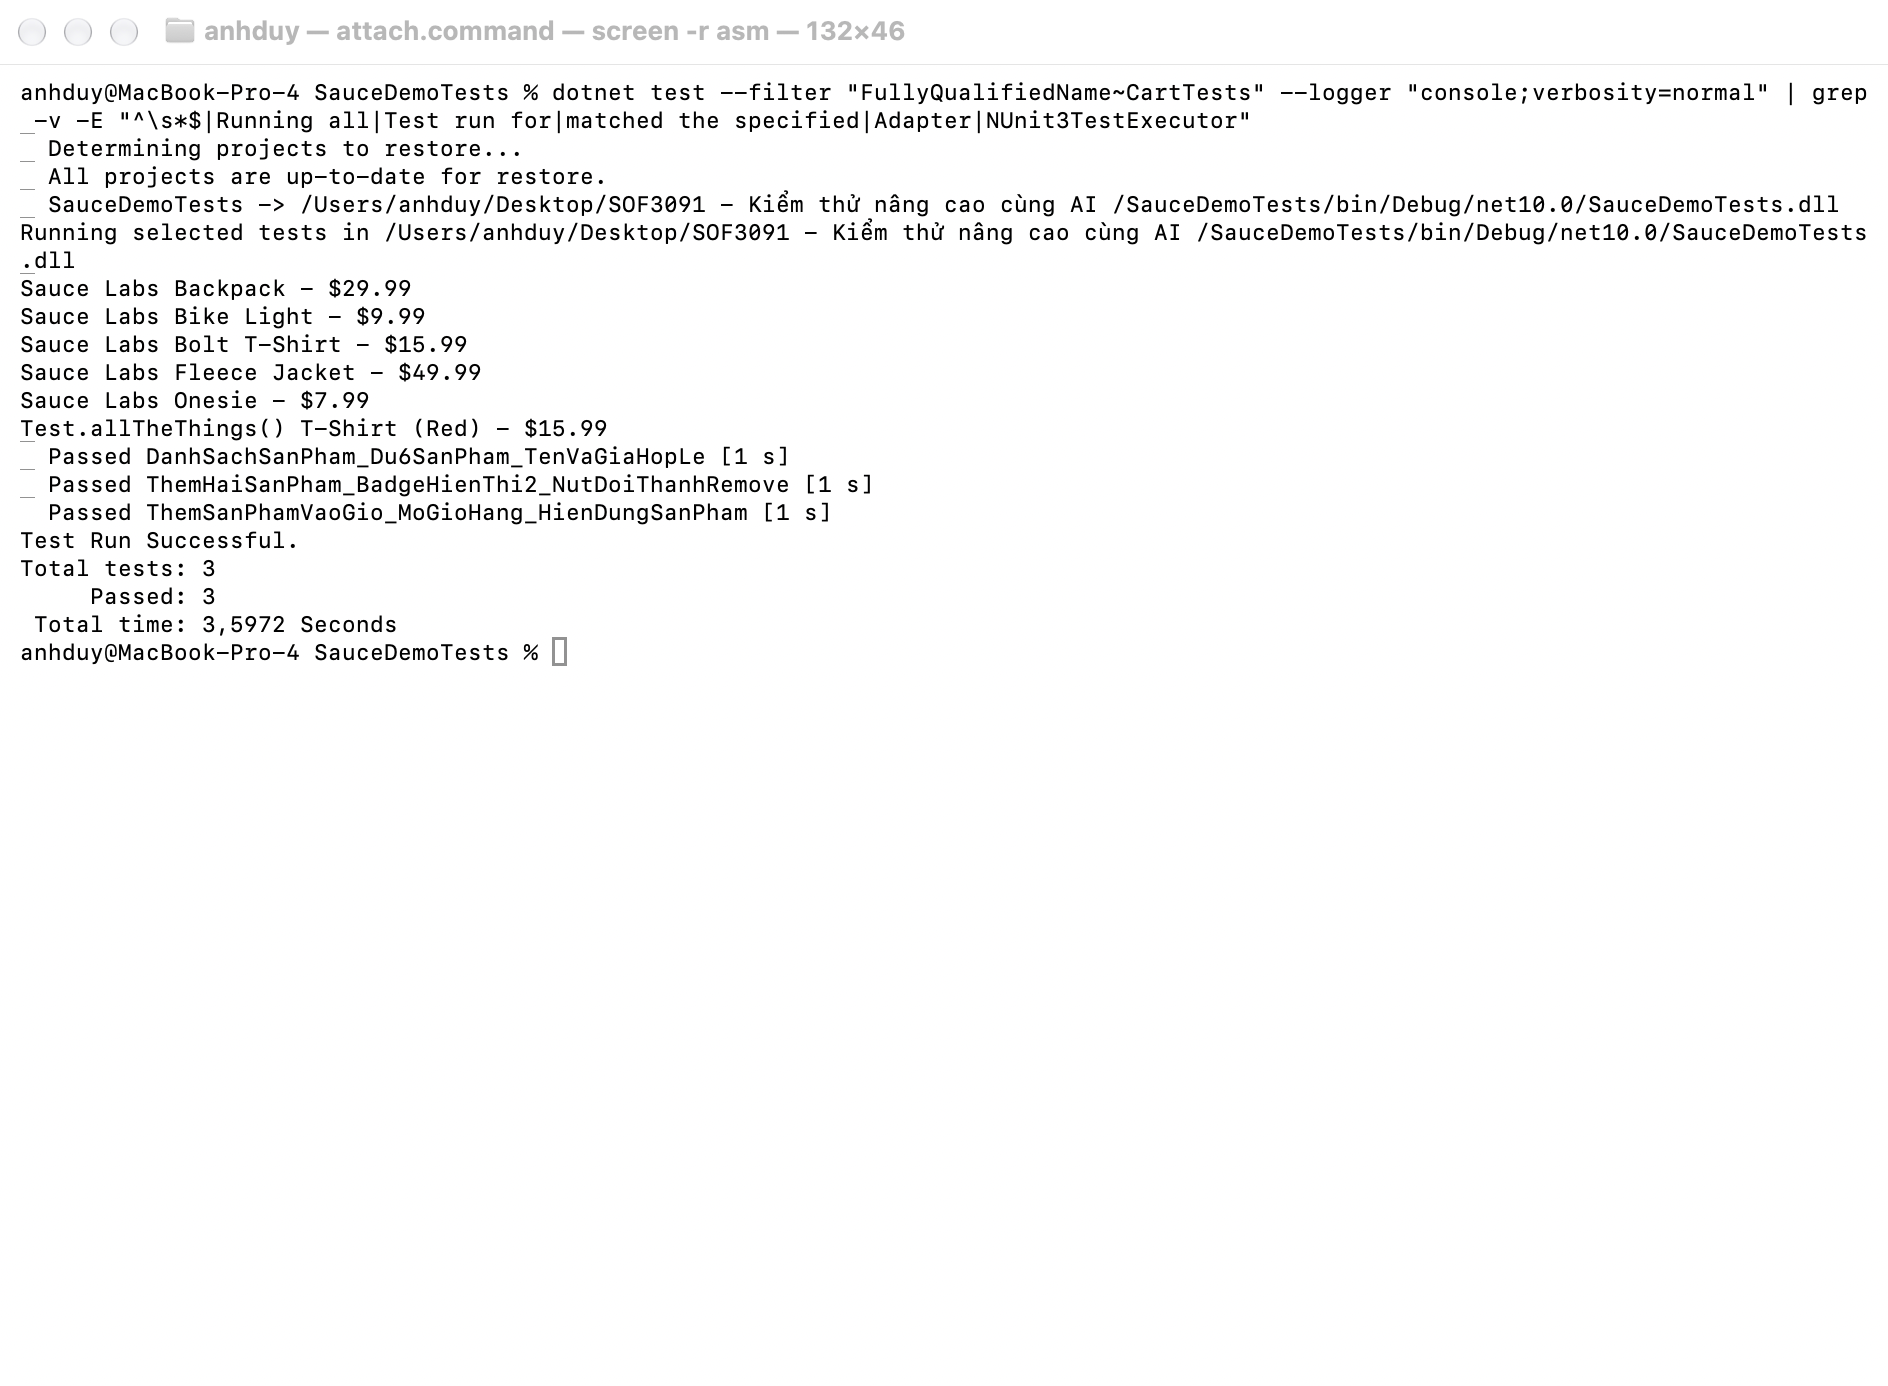 anhduy — attach.command — screen -r asm — 132×46
anhduy@MacBook-Pro-4 SauceDemoTests % dotnet test --filter "FullyQualifiedName~CartTests" --logger "console;verbosity=normal" | grep
_-v -E "^\s*$|Running all|Test run for|matched the specified|Adapter|NUnit3TestExecutor"
_ Determining projects to restore...
_ All projects are up-to-date for restore.
_ SauceDemoTests -> /Users/anhduy/Desktop/SOF3091 - Kiểm thử nâng cao cùng AI /SauceDemoTests/bin/Debug/net10.0/SauceDemoTests.dll
Running selected tests in /Users/anhduy/Desktop/SOF3091 - Kiểm thử nâng cao cùng AI /SauceDemoTests/bin/Debug/net10.0/SauceDemoTests
.dll
Sauce Labs Backpack - $29.99
Sauce Labs Bike Light - $9.99
Sauce Labs Bolt T-Shirt - $15.99
Sauce Labs Fleece Jacket - $49.99
Sauce Labs Onesie - $7.99
Test.allTheThings() T-Shirt (Red) - $15.99
_ Passed DanhSachSanPham_Du6SanPham_TenVaGiaHopLe [1 s]
_ Passed ThemHaiSanPham_BadgeHienThi2_NutDoiThanhRemove [1 s]
  Passed ThemSanPhamVaoGio_MoGioHang_HienDungSanPham [1 s]
Test Run Successful.
Total tests: 3
     Passed: 3
 Total time: 3,5972 Seconds
anhduy@MacBook-Pro-4 SauceDemoTests %